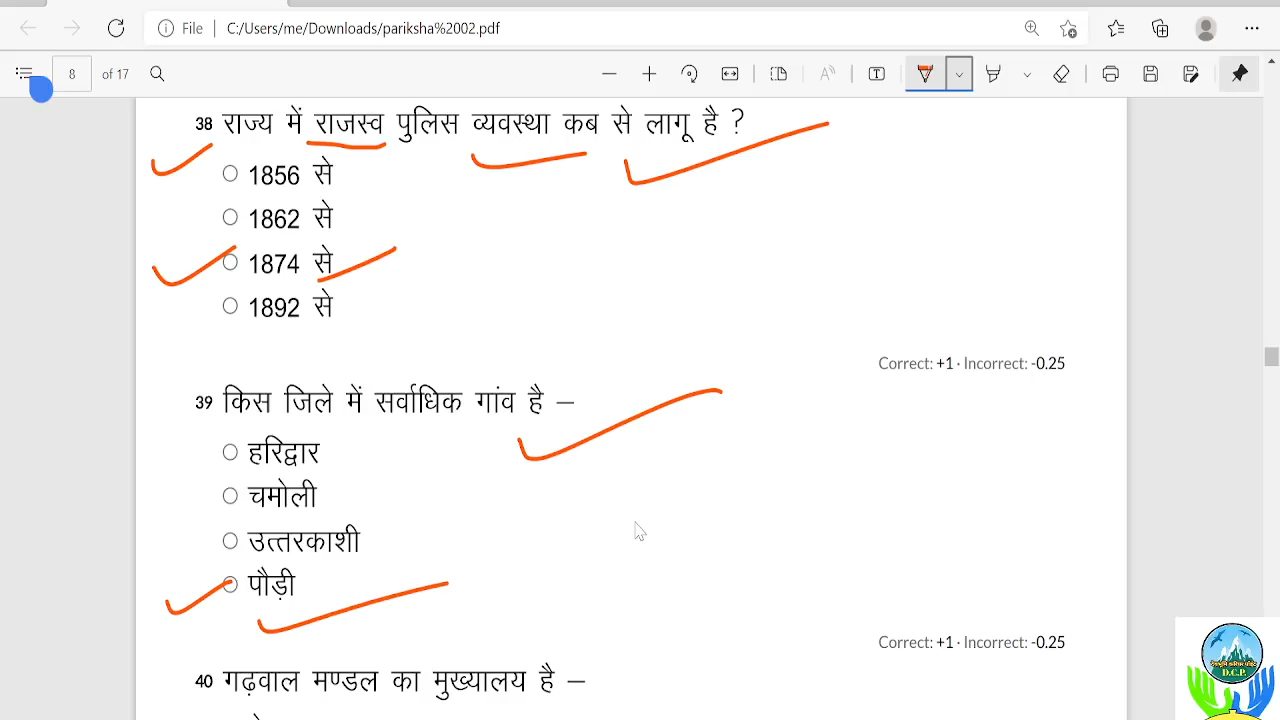 File C:/Users/me/Downloads/pariksha%2002.pdf
8 of 17
38 राज्य में राजस्व पुलिस व्यवस्था कब से लागू है ?
1856 से
1862 से
1874 से
1892 से
Correct: +1 · Incorrect: -0.25
39 किस जिले में सर्वाधिक गांव है –
हरिद्वार
चमोली
उत्तरकाशी
पौड़ी
Correct: +1 · Incorrect: -0.25
40 गढ़वाल मण्डल का मुख्यालय है –
D.C.P.